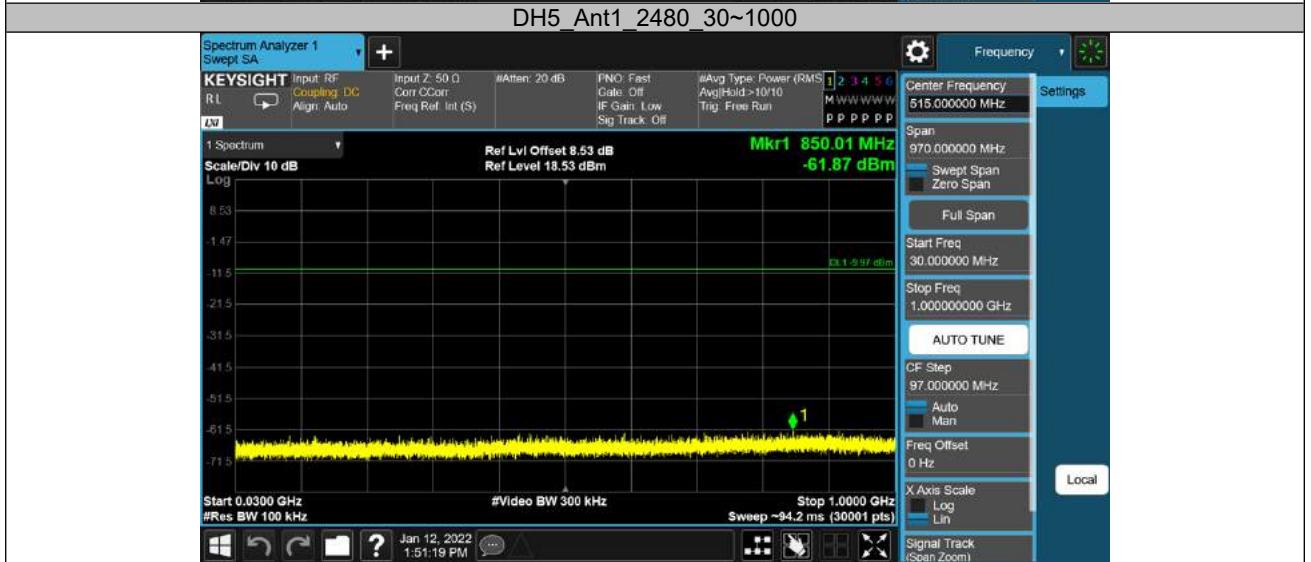 DH5_Ant1_2480_30~1000
Spectrum Analyzer 1
Swept SA
+
Frequency
KEYSIGHT
RL
LXI
Input: RF
Coupling: DC
Align: Auto
Input Z: 50 Ω
Corr CCorr
Freq Ref: Int (S)
#Atten: 20 dB
PNO: Fast
Gate: Off
IF Gain: Low
Sig Track: Off
#Avg Type: Power (RMS
Avg|Hold:>10/10
Trig: Free Run
1 2 3 4 5 6
M W W W W W
P P P P P P
1 Spectrum
Scale/Div 10 dB
Log
Ref Lvl Offset 8.53 dB
Ref Level 18.53 dBm
Mkr1 850.01 MHz
-61.87 dBm
8.53
-1.47
DL1 -9.97 dBm
-11.5
-21.5
-31.5
-41.5
-51.5
1
-61.5
-71.5
Start 0.0300 GHz
#Res BW 100 kHz
#Video BW 300 kHz
Stop 1.0000 GHz
Sweep ~94.2 ms (30001 pts)
?
Jan 12, 2022
1:51:19 PM
Center Frequency
515.000000 MHz
Span
970.000000 MHz
Swept Span
Zero Span
Full Span
Start Freq
30.000000 MHz
Stop Freq
1.000000000 GHz
AUTO TUNE
CF Step
97.000000 MHz
Auto
Man
Freq Offset
0 Hz
X Axis Scale
Log
Lin
Signal Track
(Span Zoom)
Settings
Local